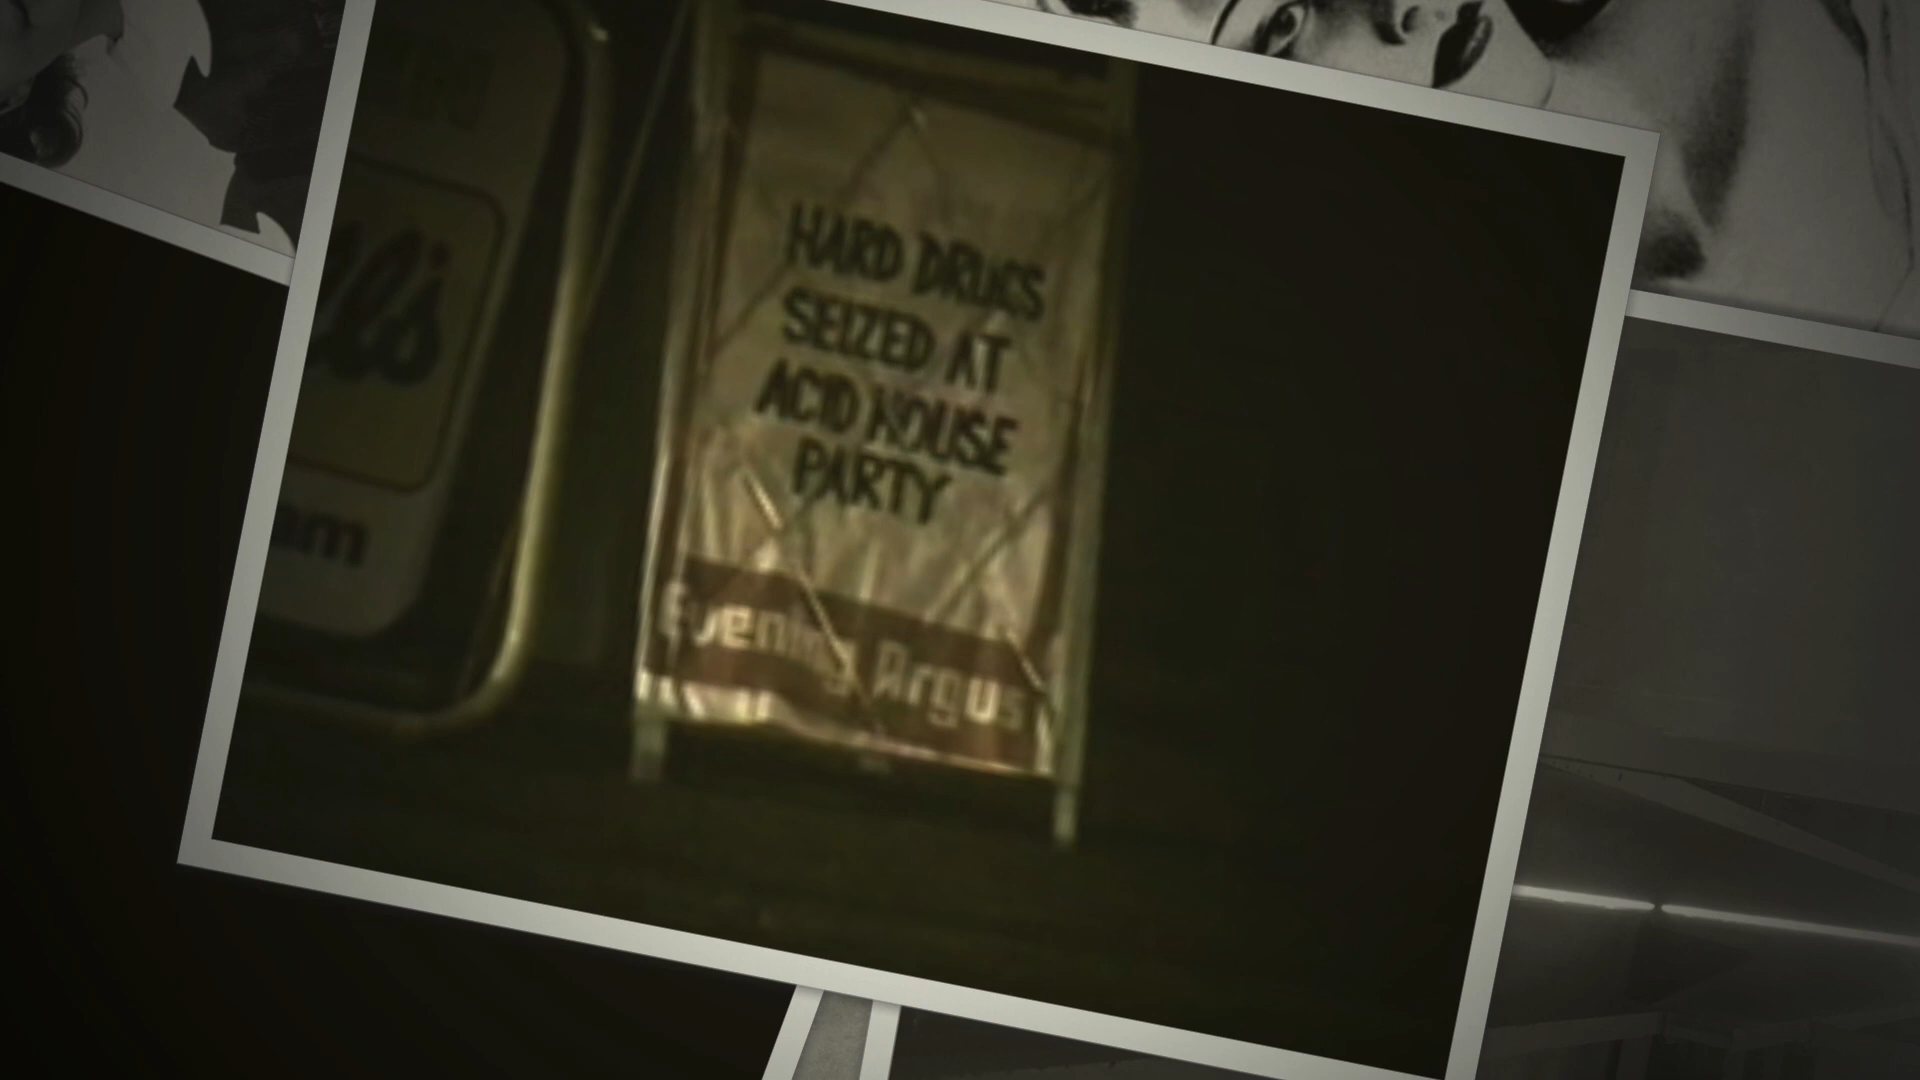 HARD DRUGS
SEIZED AT
ACID HOUSE
PARTY
Evening Argus